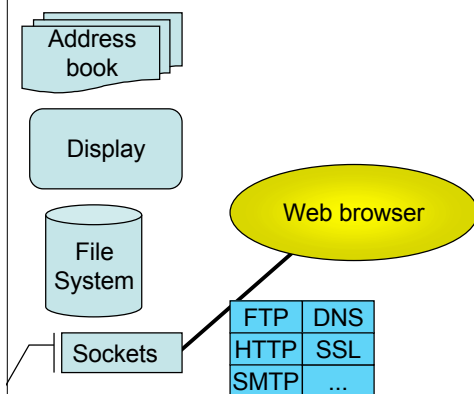 Address
book
Display
File
System
Web browser
Sockets
FTP DNS
HTTP SSL
SMTP ...